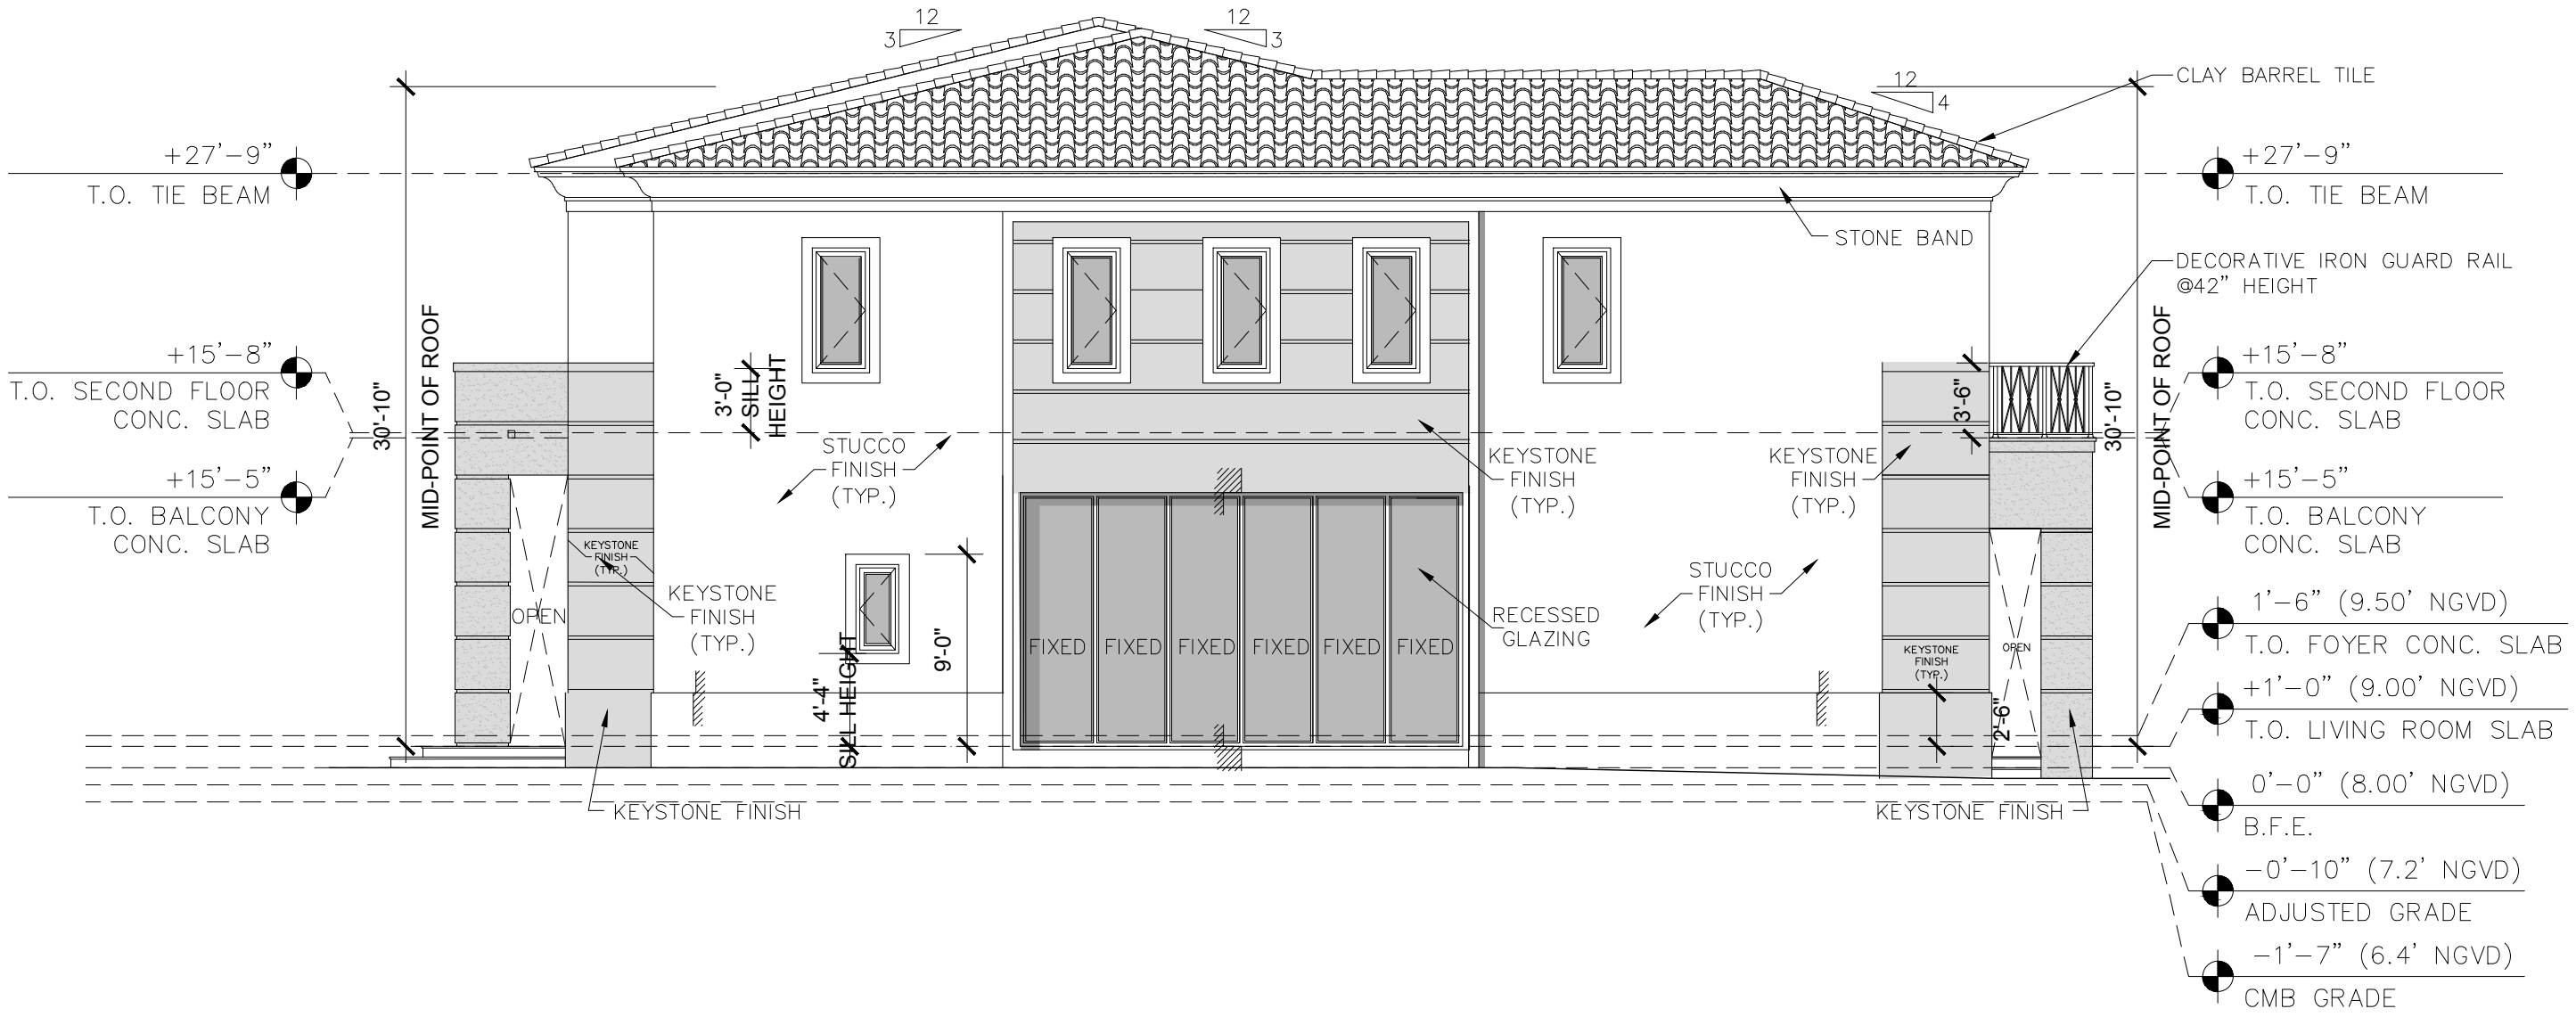 12
3
12
3
12
4
CLAY BARREL TILE
+27'-9"
T.O. TIE BEAM
+27'-9"
T.O. TIE BEAM
STONE BAND
DECORATIVE IRON GUARD RAIL
@42" HEIGHT
+15'-8"
T.O. SECOND FLOOR
CONC. SLAB
+15'-5"
T.O. BALCONY
CONC. SLAB
30'-10"
MID-POINT OF ROOF
3'-0"
SILL
HEIGHT
STUCCO
FINISH
(TYP.)
KEYSTONE
FINISH
(TYP.)
KEYSTONE
FINISH
(TYP.)
3'-6"
30'-10"
MID-POINT OF ROOF
+15'-8"
T.O. SECOND FLOOR
CONC. SLAB
+15'-5"
T.O. BALCONY
CONC. SLAB
KEYSTONE
FINISH
(TYP.)
OPEN
KEYSTONE
FINISH
(TYP.)
4'-4"
SILL HEIGHT
9'-0"
FIXED
FIXED
FIXED
FIXED
FIXED
FIXED
RECESSED
GLAZING
STUCCO
FINISH
(TYP.)
KEYSTONE
FINISH
(TYP.)
OPEN
2'-6"
1'-6" (9.50' NGVD)
T.O. FOYER CONC. SLAB
+1'-0" (9.00' NGVD)
T.O. LIVING ROOM SLAB
0'-0" (8.00' NGVD)
B.F.E.
-0'-10" (7.2' NGVD)
ADJUSTED GRADE
-1'-7" (6.4' NGVD)
CMB GRADE
KEYSTONE FINISH
KEYSTONE FINISH